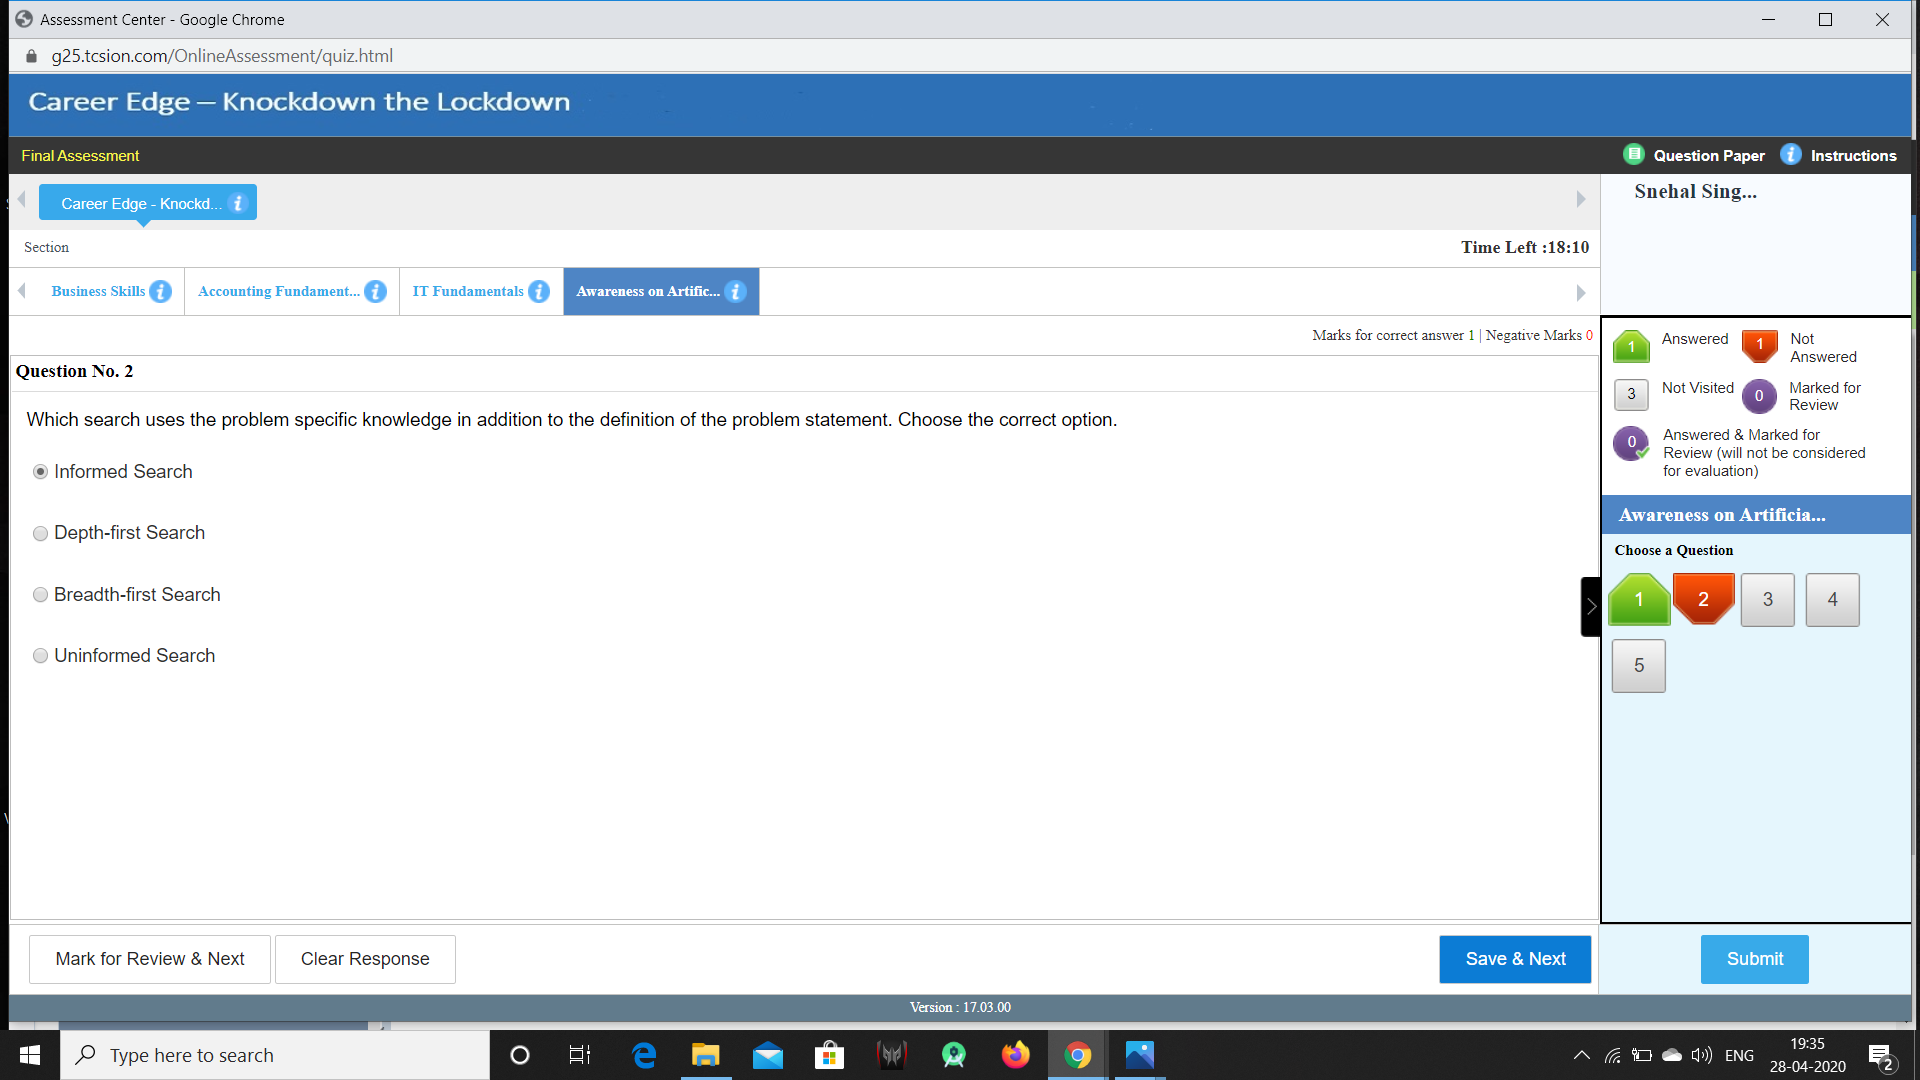 Assessment Center - Google Chrome
g25.tcsion.com/OnlineAssessment/quiz.html
Career Edge – Knockdown the Lockdown
Final Assessment
Question Paper
Instructions
Career Edge - Knockd...
Snehal Sing...
Section
Time Left :18:10
Business Skills
Accounting Fundament...
IT Fundamentals
Awareness on Artific...
Marks for correct answer 1 | Negative Marks 0
Question No. 2
Which search uses the problem specific knowledge in addition to the definition of the problem statement. Choose the correct option.
Informed Search
Depth-first Search
Breadth-first Search
Uninformed Search
1 Answered
1 Not Answered
3 Not Visited
0 Marked for Review
0 Answered & Marked for
Review (will not be considered
for evaluation)
Awareness on Artificia...
Choose a Question
1 2 3 4
5
Mark for Review & Next
Clear Response
Save & Next
Submit
Version : 17.03.00
Type here to search
ENG
19:35
28-04-2020
2